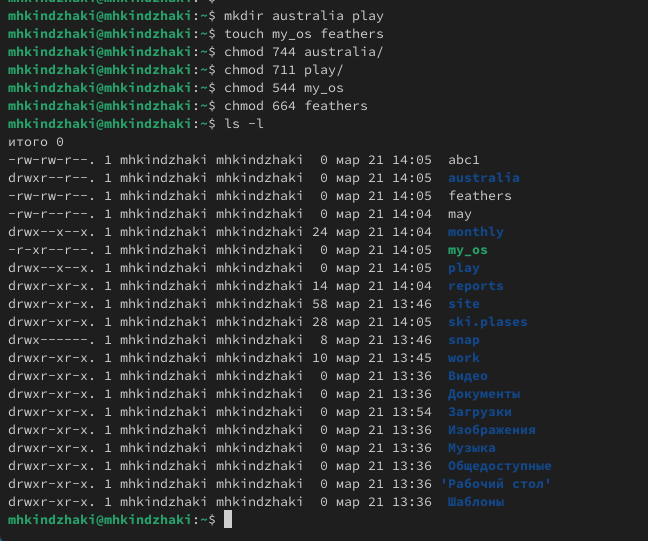 mhkindzhaki@mhkindzhaki:~$ mkdir australia play
mhkindzhaki@mhkindzhaki:~$ touch my_os feathers
mhkindzhaki@mhkindzhaki:~$ chmod 744 australia/
mhkindzhaki@mhkindzhaki:~$ chmod 711 play/
mhkindzhaki@mhkindzhaki:~$ chmod 544 my_os
mhkindzhaki@mhkindzhaki:~$ chmod 664 feathers
mhkindzhaki@mhkindzhaki:~$ ls -l
итого 0
-rw-rw-r--. 1 mhkindzhaki mhkindzhaki  0 мар 21 14:05  abc1
drwxr--r--. 1 mhkindzhaki mhkindzhaki  0 мар 21 14:05  australia
-rw-rw-r--. 1 mhkindzhaki mhkindzhaki  0 мар 21 14:05  feathers
-rw-r--r--. 1 mhkindzhaki mhkindzhaki  0 мар 21 14:04  may
drwx--x--x. 1 mhkindzhaki mhkindzhaki 24 мар 21 14:04  monthly
-r-xr--r--. 1 mhkindzhaki mhkindzhaki  0 мар 21 14:05  my_os
drwx--x--x. 1 mhkindzhaki mhkindzhaki  0 мар 21 14:05  play
drwxr-xr-x. 1 mhkindzhaki mhkindzhaki 14 мар 21 14:04  reports
drwxr-xr-x. 1 mhkindzhaki mhkindzhaki 58 мар 21 13:46  site
drwxr-xr-x. 1 mhkindzhaki mhkindzhaki 28 мар 21 14:05  ski.plases
drwx------. 1 mhkindzhaki mhkindzhaki  8 мар 21 13:46  snap
drwxr-xr-x. 1 mhkindzhaki mhkindzhaki 10 мар 21 13:45  work
drwxr-xr-x. 1 mhkindzhaki mhkindzhaki  0 мар 21 13:36  Видео
drwxr-xr-x. 1 mhkindzhaki mhkindzhaki  0 мар 21 13:36  Документы
drwxr-xr-x. 1 mhkindzhaki mhkindzhaki  0 мар 21 13:54  Загрузки
drwxr-xr-x. 1 mhkindzhaki mhkindzhaki  0 мар 21 13:36  Изображения
drwxr-xr-x. 1 mhkindzhaki mhkindzhaki  0 мар 21 13:36  Музыка
drwxr-xr-x. 1 mhkindzhaki mhkindzhaki  0 мар 21 13:36  Общедоступные
drwxr-xr-x. 1 mhkindzhaki mhkindzhaki  0 мар 21 13:36 'Рабочий стол'
drwxr-xr-x. 1 mhkindzhaki mhkindzhaki  0 мар 21 13:36  Шаблоны
mhkindzhaki@mhkindzhaki:~$